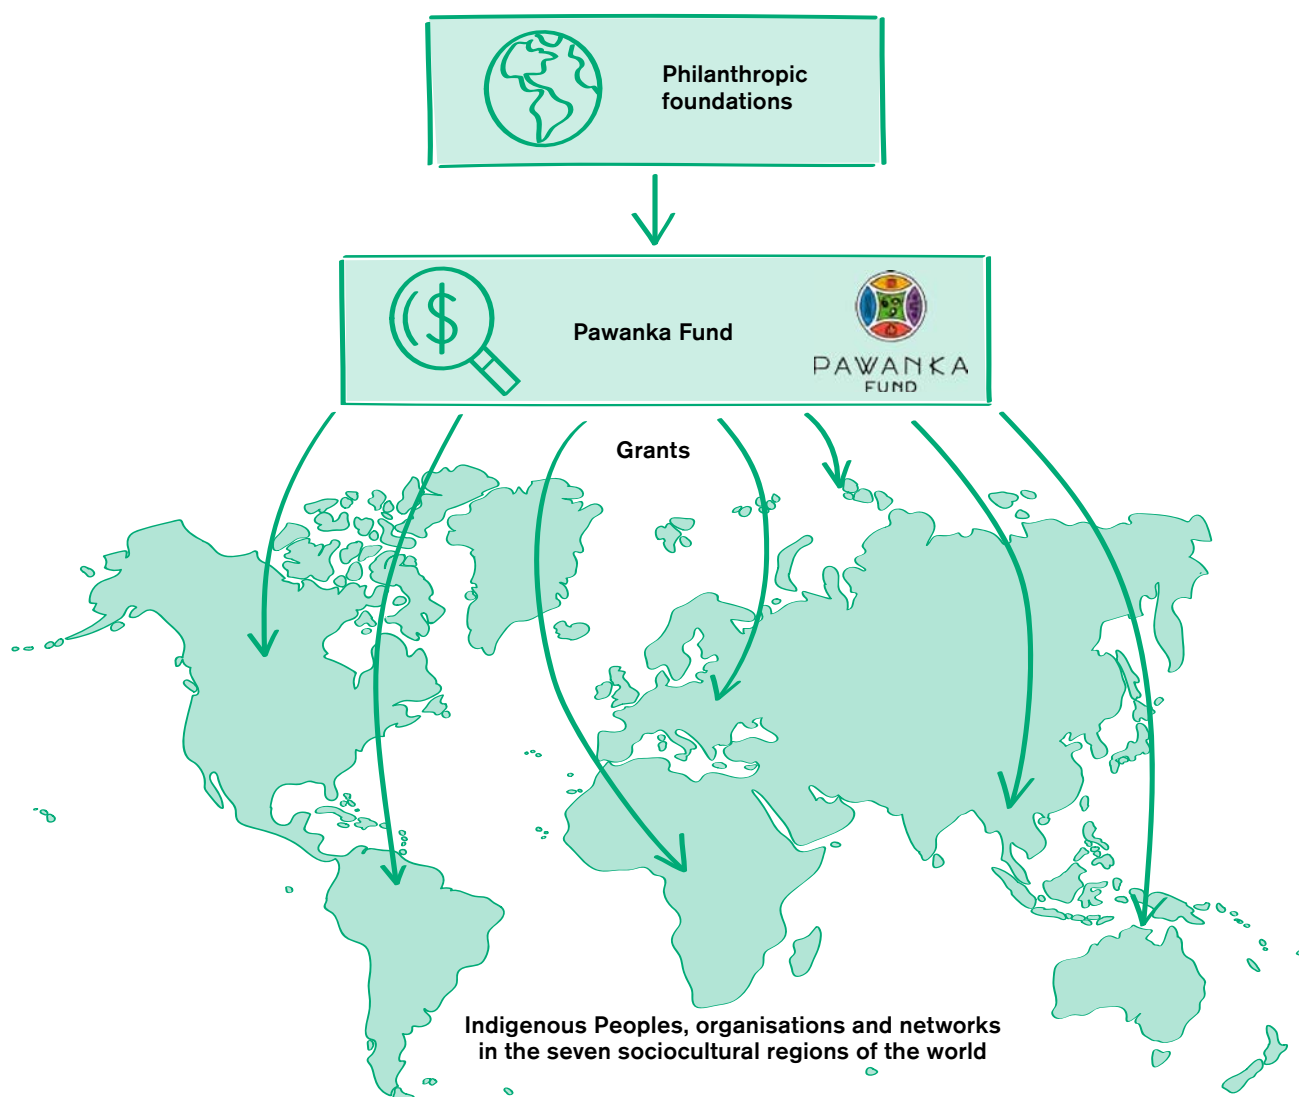 Philanthropic
foundations
Pawanka Fund
PAWANKA
FUND
Grants
Indigenous Peoples, organisations and networks
in the seven sociocultural regions of the world